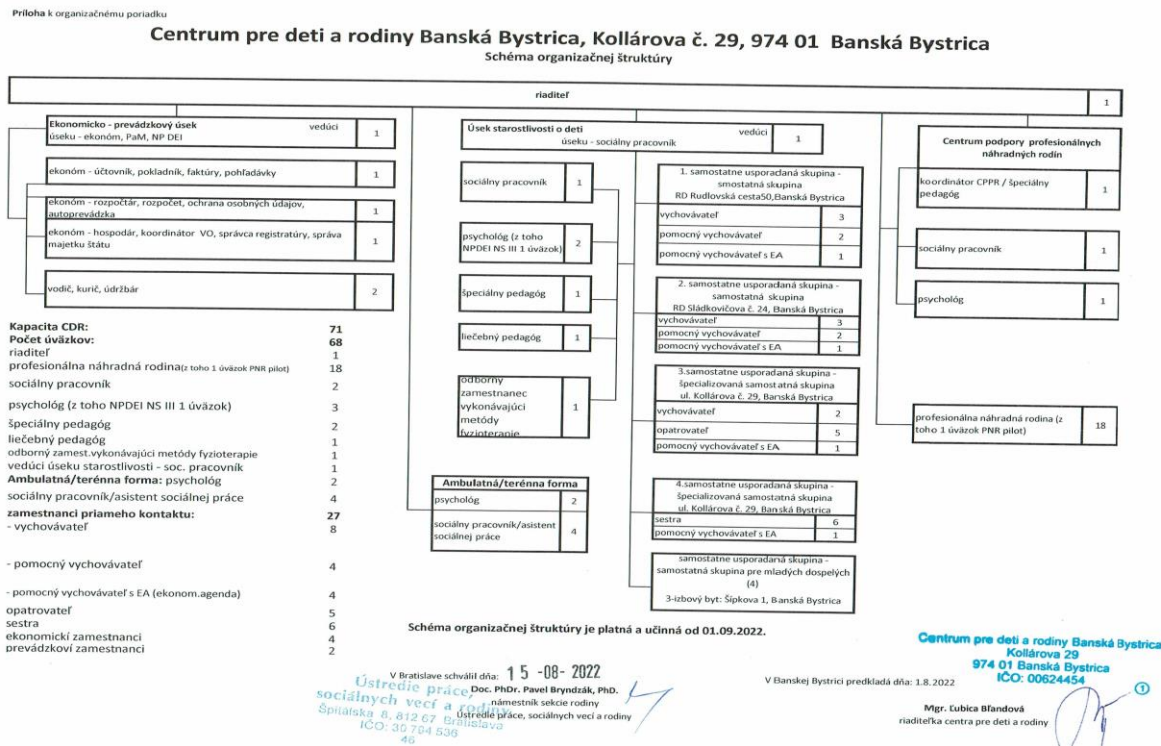 Príloha k organizačnému poriadku
Centrum pre deti a rodiny Banská Bystrica, Kollárova č. 29, 974 01 Banská Bystrica
Schéma organizačnej štruktúry
riaditeľ 1
Ekonomicko - prevádzkový úsek vedúci
úseku - ekonóm, PaM, NP DEI 1
ekonóm - účtovník, pokladník, faktúry, pohľadávky 1
ekonóm - rozpočtár, rozpočet, ochrana osobných údajov,
autoprevádzka 1
ekonóm - hospodár, koordinátor VO, správca registratúry, správa
majetku štátu 1
vodič, kurič, údržbár 2
Kapacita CDR: 71
Počet úväzkov: 68
riaditeľ 1
profesionálna náhradná rodina(z toho 1 úväzok PNR pilot) 18
sociálny pracovník 2
psychológ (z toho NPDEI NS III 1 úväzok) 3
špeciálny pedagóg 2
liečebný pedagóg 1
odborný zamest.vykonávajúci metódy fyzioterapie 1
vedúci úseku starostlivosti - soc. pracovník 1
Ambulatná/terénna forma: psychológ 2
sociálny pracovník/asistent sociálnej práce 4
zamestnanci priameho kontaktu: 27
- vychovávateľ 8
- pomocný vychovávateľ 4
- pomocný vychovávateľ s EA (ekonom.agenda) 4
opatrovateľ 5
sestra 6
ekonomickí zamestnanci 4
prevádzkoví zamestnanci 2
Úsek starostlivosti o deti vedúci
úseku - sociálny pracovník 1
sociálny pracovník 1
psychológ (z toho
NPDEI NS III 1 úväzok) 2
špeciálny pedagóg 1
liečebný pedagóg 1
odborný
zamestnanec
vykonávajúci
metódy
fyzioterapie 1
Ambulatná/terénna forma
psychológ 2
sociálny pracovník/asistent
sociálnej práce 4
1. samostatne usporadaná skupina -
smostatná skupina
RD Rudlovská cesta50,Banská Bystrica
vychovávateľ 3
pomocný vychovávateľ 2
pomocný vychovávateľ s EA 1
2. samostatne usporadaná skupina -
samostatná skupina
RD Sládkovičova č. 24, Banská Bystrica
vychovávateľ 3
pomocný vychovávateľ 2
pomocný vychovávateľ s EA 1
3.samostatne usporadaná skupina -
špecializovaná samostatná skupina
ul. Kollárova č. 29, Banská Bystrica
vychovávateľ 2
opatrovateľ 5
pomocný vychovávateľ s EA 1
4.samostatne usporadaná skupina -
špecializovaná samostatná skupina
ul. Kollárova č. 29, Banská Bystrica
sestra 6
pomocný vychovávateľ s EA 1
samostatne usporadaná skupina -
samostatná skupina pre mladých dospelých
(4)
3-izbový byt: Šípkova 1, Banská Bystrica
Centrum podpory profesionálnych
náhradných rodín
koordinátor CPPR / špeciálny
pedagóg 1
sociálny pracovník 1
psychológ 1
profesionálna náhradná rodina (z
toho 1 úväzok PNR pilot) 18
Schéma organizačnej štruktúry je platná a učinná od 01.09.2022.
V Bratislave schválil dňa: 15 -08- 2022
Doc. PhDr. Pavel Bryndzák, PhD.
námestník sekcie rodiny
Ústredie práce, sociálnych vecí a rodiny
Ústredie práce,
sociálnych vecí a rodiny
Špitálska 8, 812 67 Bratislava
IČO: 30 794 536
46
V Banskej Bystrici predkladá dňa: 1.8.2022
Mgr. Ľubica Bľandová
riaditeľka centra pre deti a rodiny
Centrum pre deti a rodiny Banská Bystrica
Kollárova 29
974 01 Banská Bystrica
IČO: 00624454
1